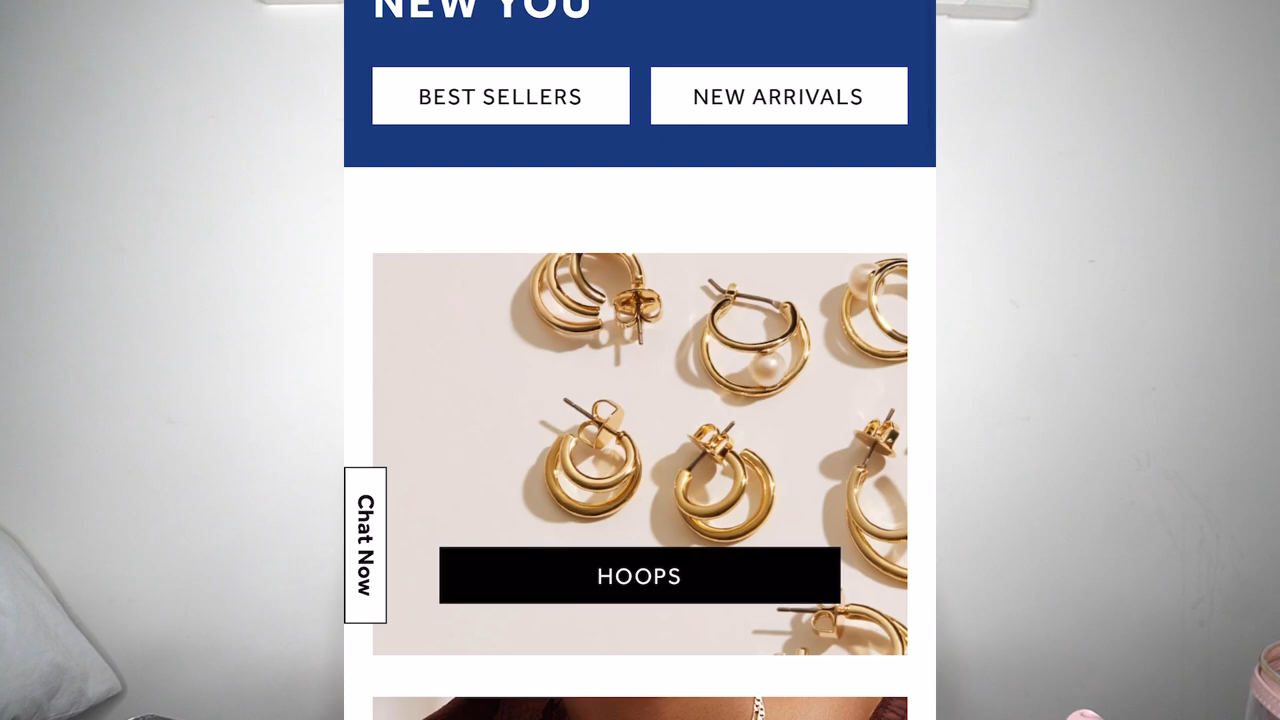 NEW YOU
BEST SELLERS
NEW ARRIVALS
Chat Now
HOOPS